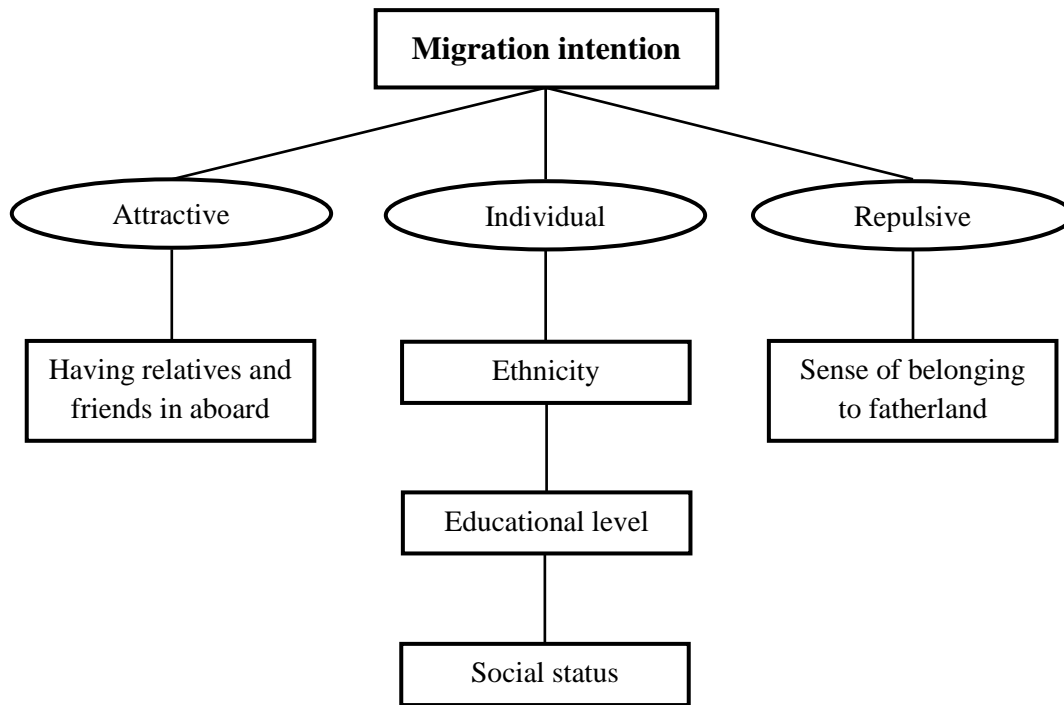 Migration intention
Attractive
Individual
Repulsive
Having relatives and
friends in aboard
Ethnicity
Sense of belonging
to fatherland
Educational level
Social status